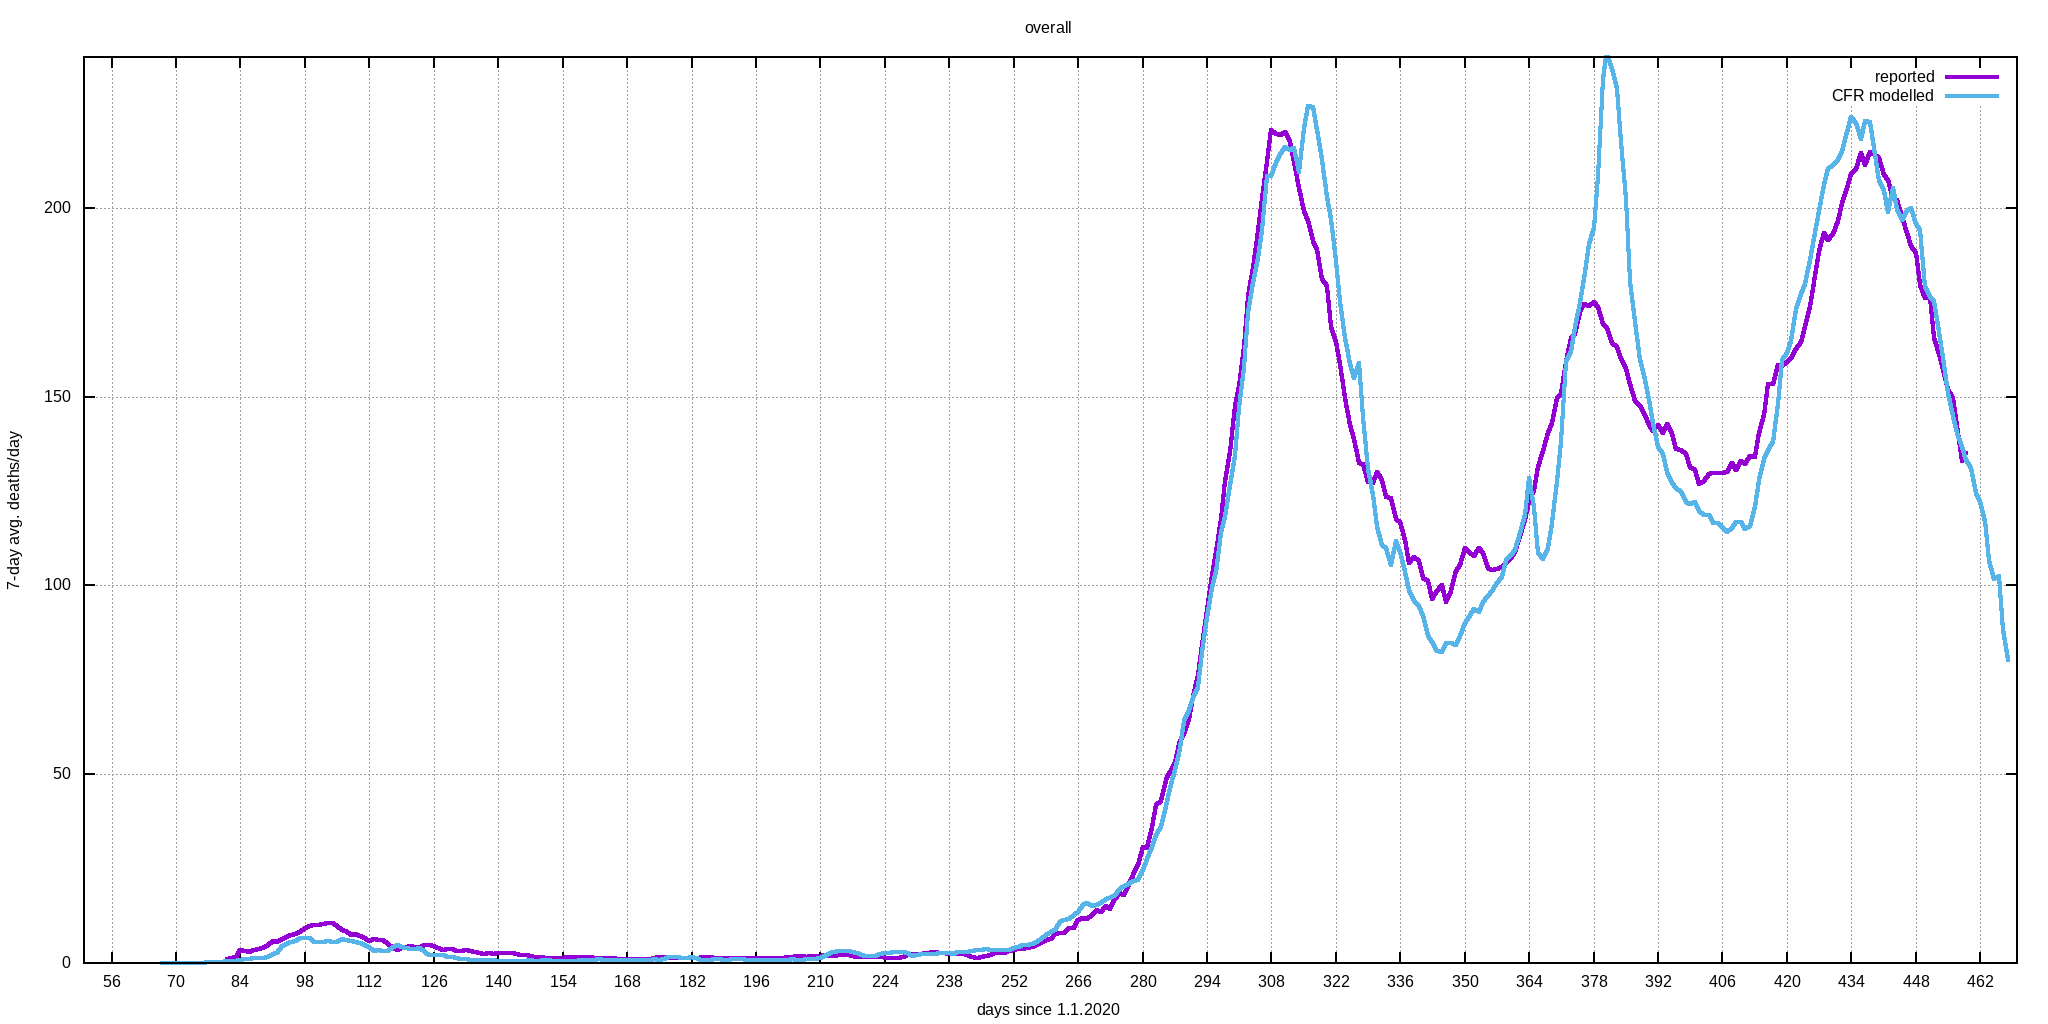 overall
reported
CFR modelled
200
150
100
50
0
7-day avg. deaths/day
56 70 84 98 112 126 140 154 168 182 196 210 224 238 252 266 280 294 308 322 336 350 364 378 392 406 420 434 448 462
days since 1.1.2020